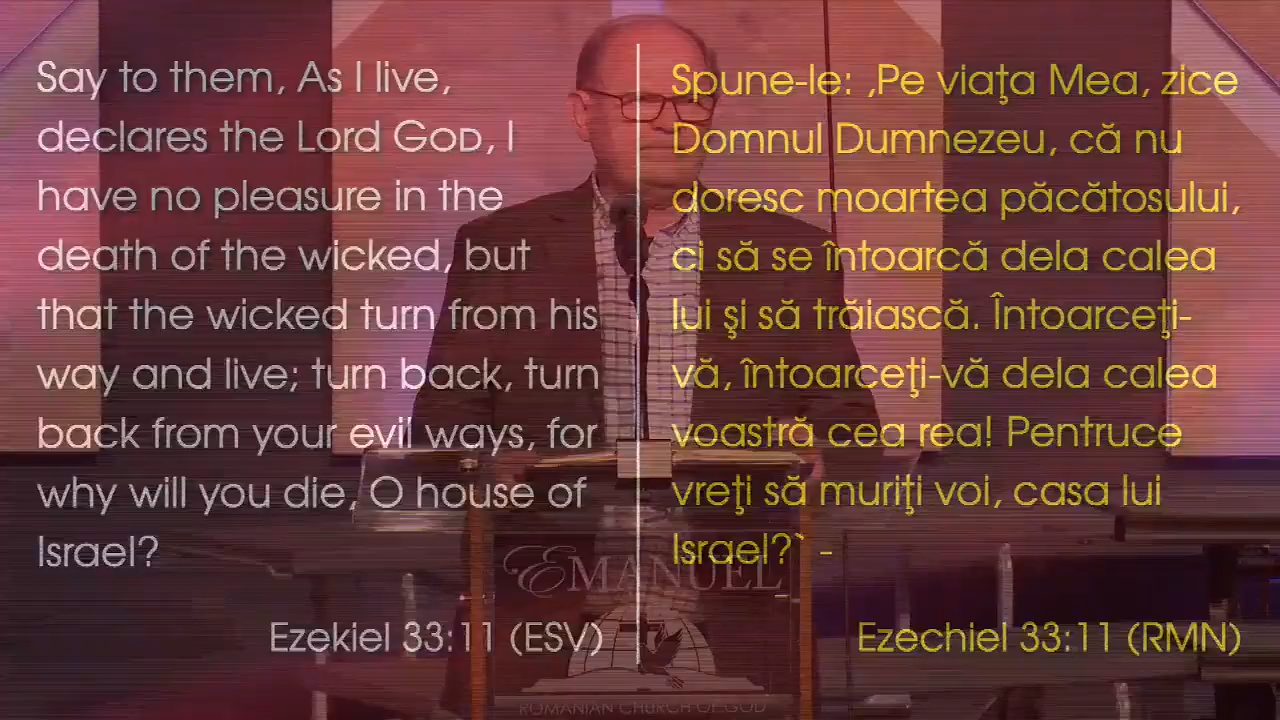 Say to them, As I live,
declares the Lord GOD, I
have no pleasure in the
death of the wicked, but
that the wicked turn from his
way and live; turn back, turn
back from your evil ways, for
why will you die, O house of
Israel?
Ezekiel 33:11 (ESV)
Spune-le: ,Pe viaţa Mea, zice
Domnul Dumnezeu, că nu
doresc moartea păcătosului,
ci să se întoarcă dela calea
lui şi să trăiască. Întoarceţi-
vă, întoarceţi-vă dela calea
voastră cea rea! Pentruce
vreţi să muriţi voi, casa lui
Israel?` -
Ezechiel 33:11 (RMN)
EMANUEL
ROMANIAN CHURCH OF GOD